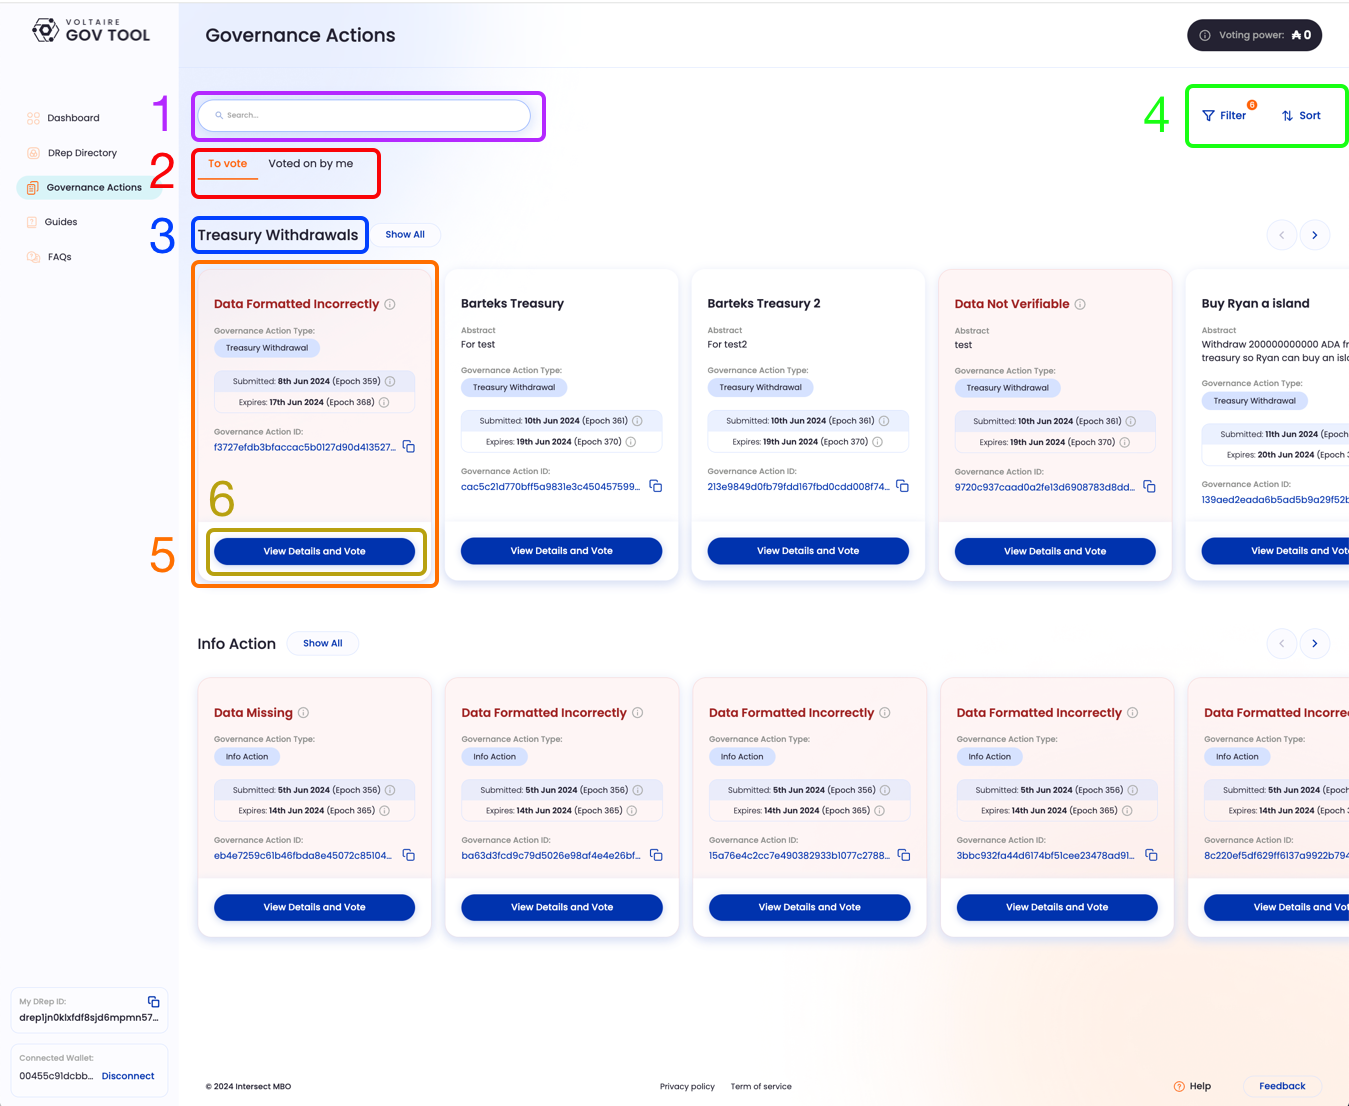 VOLTAIRE
GOV TOOL
Governance Actions
Voting power: ₳ 0
Dashboard
DRep Directory
Governance Actions
Guides
FAQs
1
Search...
4
Filter
6
Sort
2
To vote
Voted on by me
3
Treasury Withdrawals
Show All
5
Data Formatted Incorrectly
Governance Action Type:
Treasury Withdrawal
Submitted: 8th Jun 2024 (Epoch 359)
Expires: 17th Jun 2024 (Epoch 368)
Governance Action ID:
f3727efdb3bfaccac5b0127d90d413527...
6
View Details and Vote
Barteks Treasury
Abstract
For test
Governance Action Type:
Treasury Withdrawal
Submitted: 10th Jun 2024 (Epoch 361)
Expires: 19th Jun 2024 (Epoch 370)
Governance Action ID:
cac5c21d770bff5a9831e3c450457599...
View Details and Vote
Barteks Treasury 2
Abstract
For test2
Governance Action Type:
Treasury Withdrawal
Submitted: 10th Jun 2024 (Epoch 361)
Expires: 19th Jun 2024 (Epoch 370)
Governance Action ID:
213e9849d0fb79fdd167fbd0cdd008f74...
View Details and Vote
Data Not Verifiable
Abstract
test
Governance Action Type:
Treasury Withdrawal
Submitted: 10th Jun 2024 (Epoch 361)
Expires: 19th Jun 2024 (Epoch 370)
Governance Action ID:
9720c937caad0a2fe13d6908783d8dd...
View Details and Vote
Buy Ryan a island
Abstract
Withdraw 200000000000 ADA fr
treasury so Ryan can buy an isl
Governance Action Type:
Treasury Withdrawal
Submitted: 11th Jun 2024 (Epoch
Expires: 20th Jun 2024 (Epoch
Governance Action ID:
139aed2eada6b5ad5b9a29f52b
View Details and Vot
Info Action
Show All
Data Missing
Governance Action Type:
Info Action
Submitted: 5th Jun 2024 (Epoch 356)
Expires: 14th Jun 2024 (Epoch 365)
Governance Action ID:
eb4e7259c61b46fbda8e45072c85104...
View Details and Vote
Data Formatted Incorrectly
Governance Action Type:
Info Action
Submitted: 5th Jun 2024 (Epoch 356)
Expires: 14th Jun 2024 (Epoch 365)
Governance Action ID:
ba63d3fcd9c79d5026e98af4e4e26bf...
View Details and Vote
Data Formatted Incorrectly
Governance Action Type:
Info Action
Submitted: 5th Jun 2024 (Epoch 356)
Expires: 14th Jun 2024 (Epoch 365)
Governance Action ID:
15a76e4c2cc7e490382933b1077c2788...
View Details and Vote
Data Formatted Incorrectly
Governance Action Type:
Info Action
Submitted: 5th Jun 2024 (Epoch 356)
Expires: 14th Jun 2024 (Epoch 365)
Governance Action ID:
3bbc932fa44d6174bf51cee23478ad91...
View Details and Vote
Data Formatted Incorre
Governance Action Type:
Info Action
Submitted: 5th Jun 2024 (Epoch
Expires: 14th Jun 2024 (Epoch
Governance Action ID:
8c220ef5df629ff6137a9922b794
View Details and Vot
My DRep ID:
drep1jn0klxfdf8sjd6mpmn57...
Connected Wallet:
00455c91dcbb...
Disconnect
© 2024 Intersect MBO
Privacy policy
Term of service
Help
Feedback